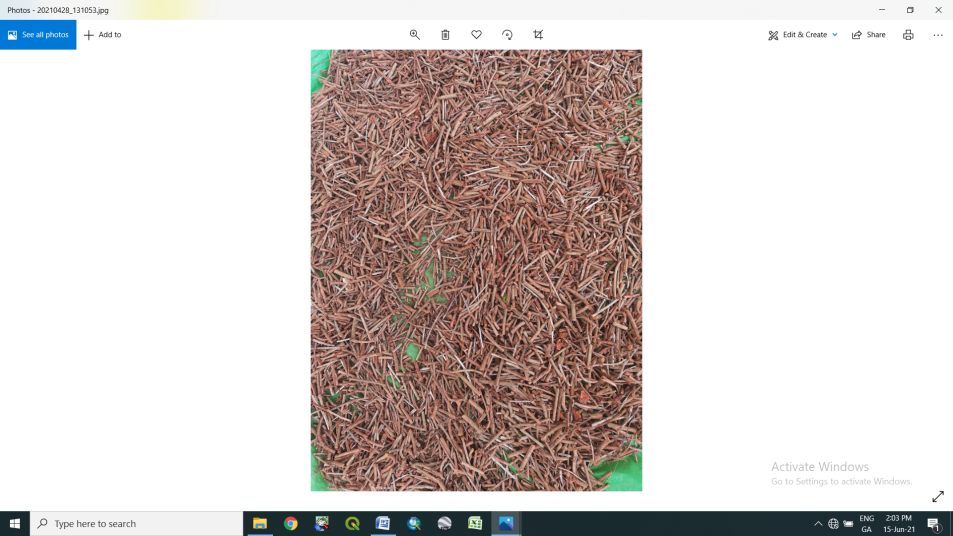 Photos - 20210428_131053.jpg
See all photos
Add to
Edit & Create
Share
Activate Windows
Go to Settings to activate Windows.
Type here to search
ENG
GA
2:03 PM
15-Jun-21
1